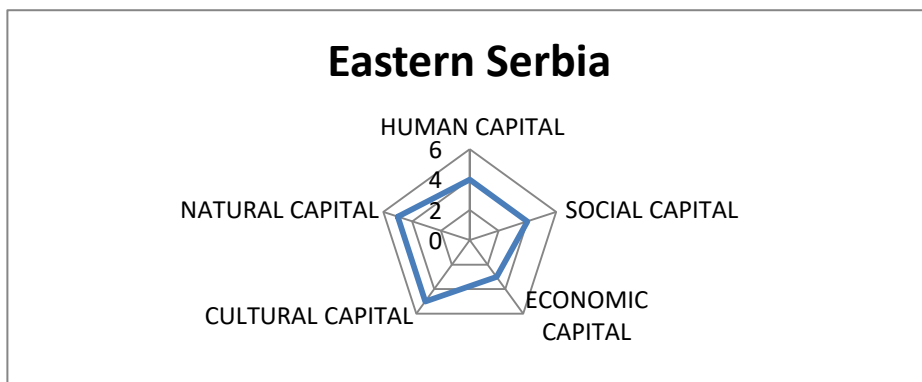 Eastern Serbia
HUMAN CAPITAL
6
4
2
0
NATURAL CAPITAL
SOCIAL CAPITAL
CULTURAL CAPITAL
ECONOMIC
CAPITAL